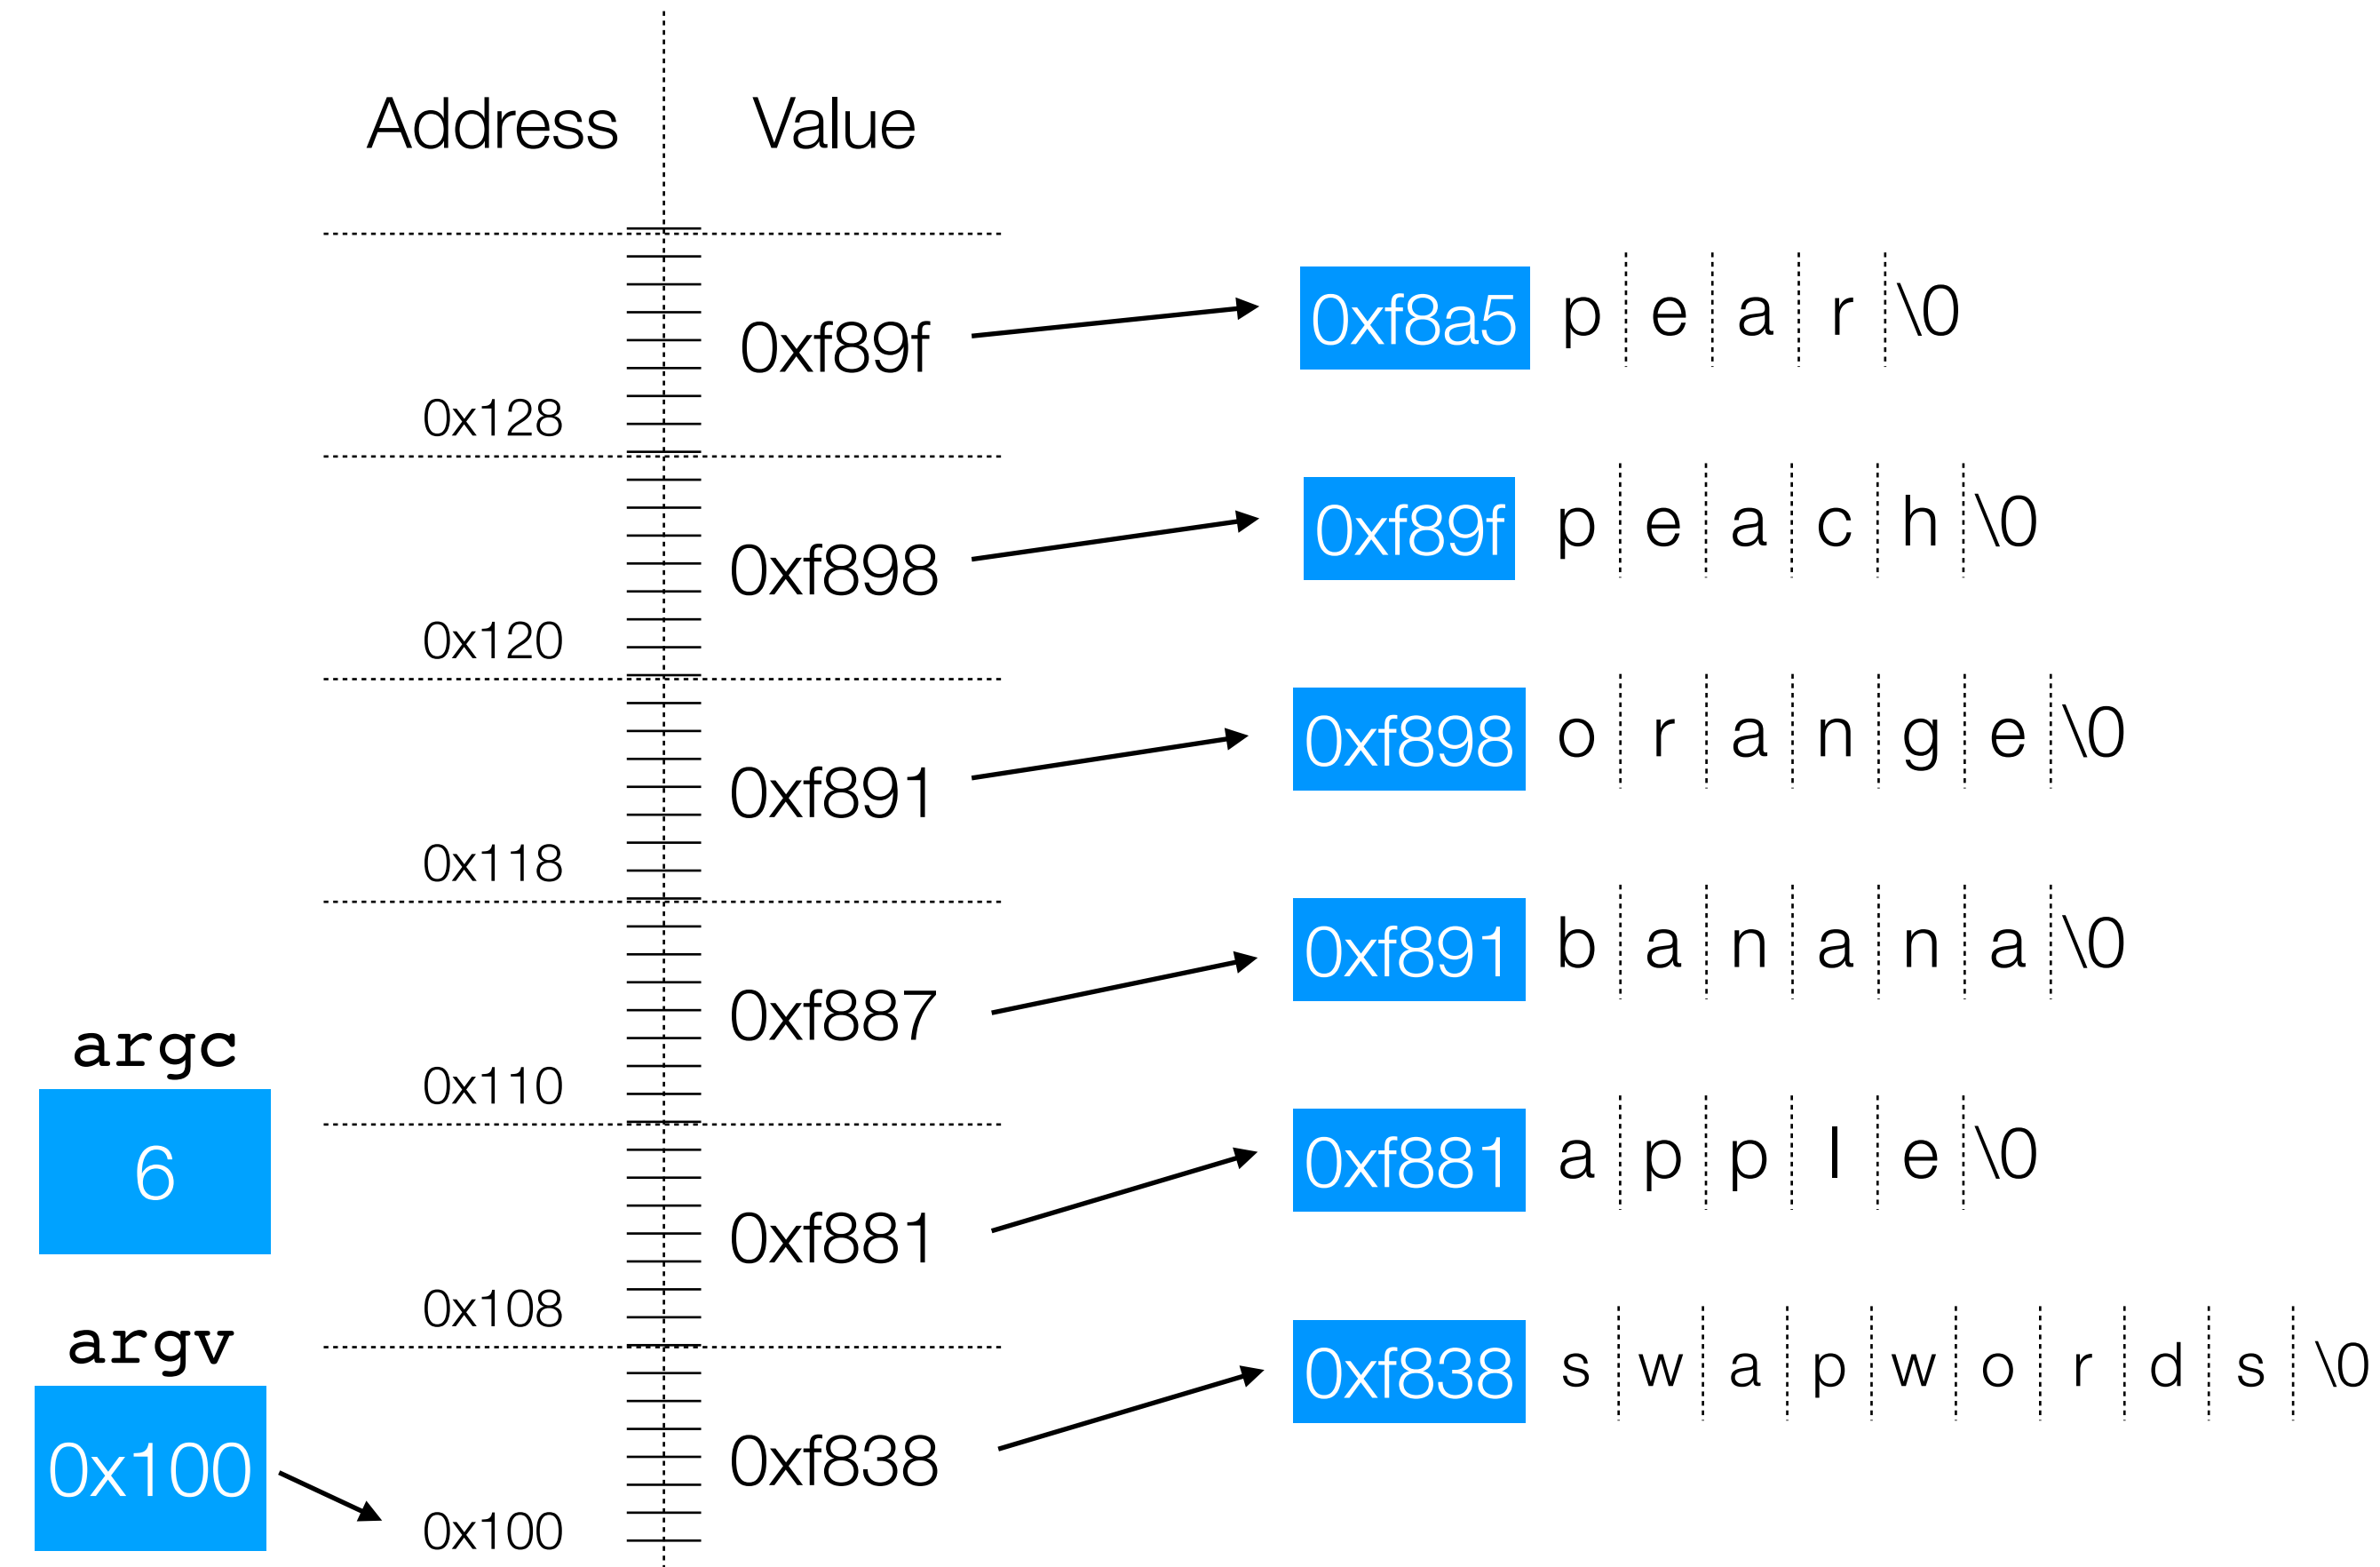 Address Value
0xf89f 0xf8a5 p e a r \0
0x128
0xf898 0xf89f p e a c h \0
0x120
0xf891 0xf898 o r a n g e \0
0x118
0xf887 0xf891 b a n a n a \0
argc
0x110
6
0xf881 0xf881 a p p l e \0
0x108
argv
0xf838 0xf838 s w a p w o r d s \0
0x100
0x100